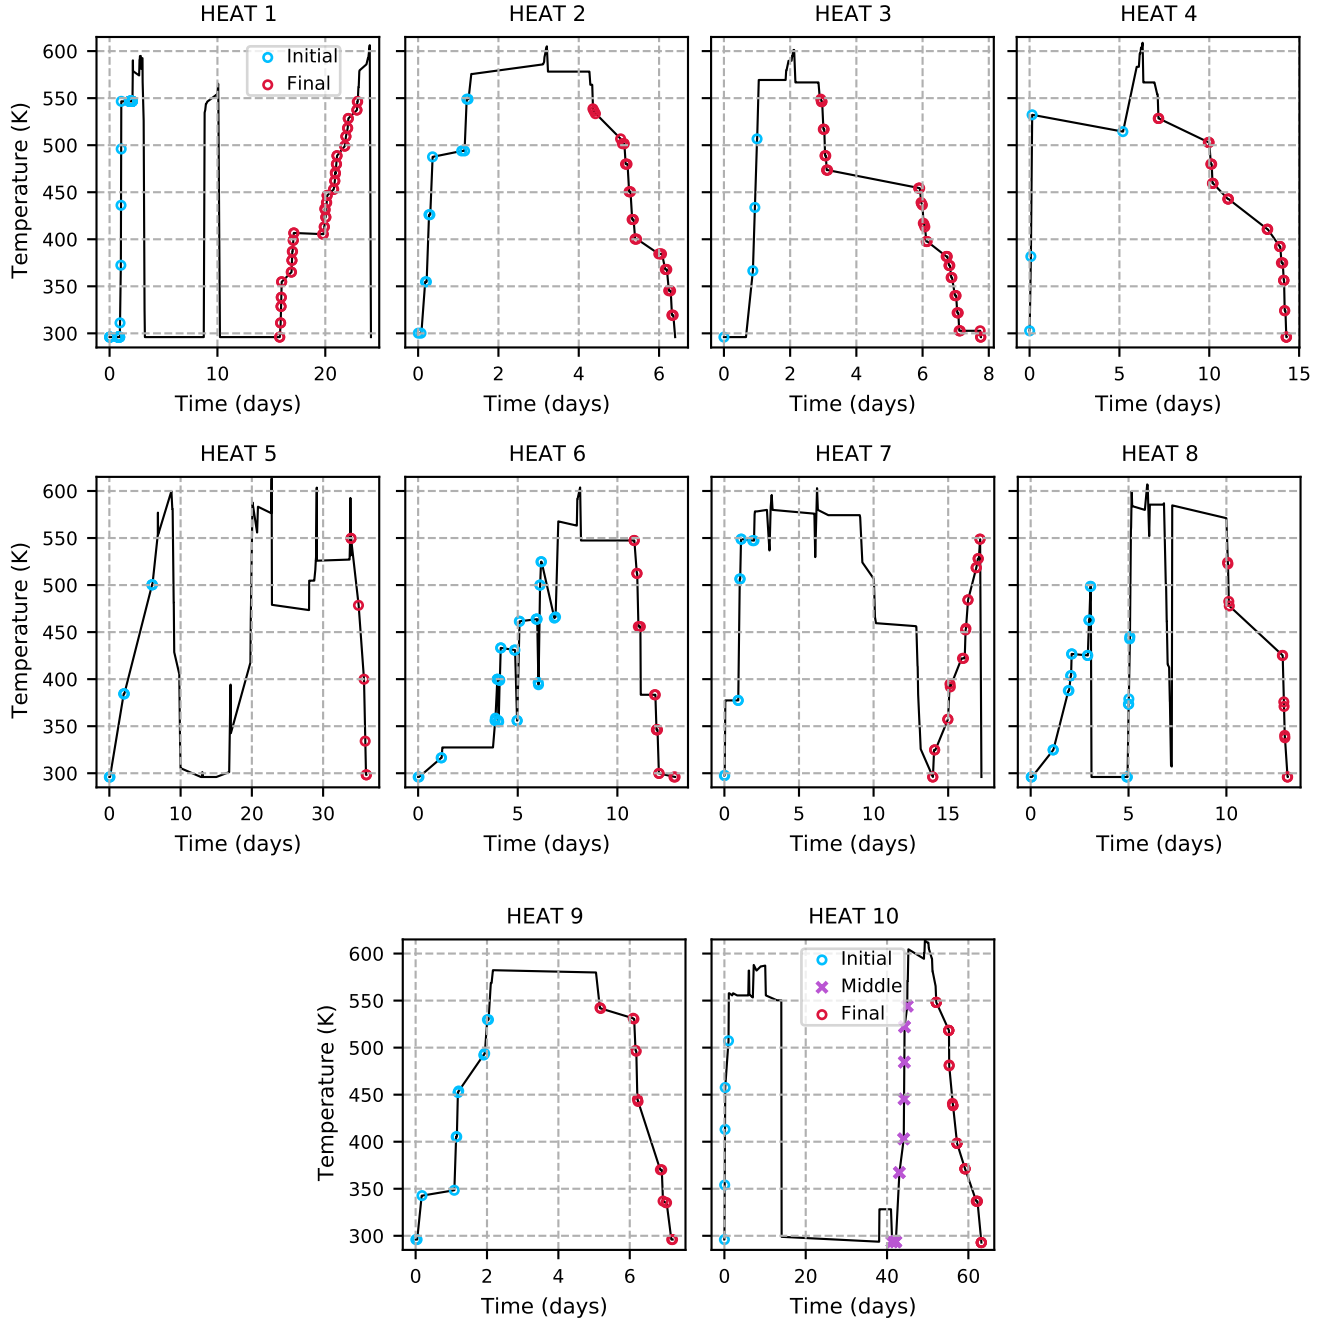 HEAT 1
HEAT 2
HEAT 3
HEAT 4
Temperature (K)
600
550
500
450
400
350
300
Initial
Final
0 10 20
0 2 4 6
0 2 4 6 8
0 5 10 15
Time (days)
Time (days)
Time (days)
Time (days)
HEAT 5
HEAT 6
HEAT 7
HEAT 8
Temperature (K)
600
550
500
450
400
350
300
0 10 20 30
0 5 10
0 5 10 15
0 5 10
Time (days)
Time (days)
Time (days)
Time (days)
HEAT 9
HEAT 10
Temperature (K)
600
550
500
450
400
350
300
Initial
Middle
Final
0 2 4 6
0 20 40 60
Time (days)
Time (days)